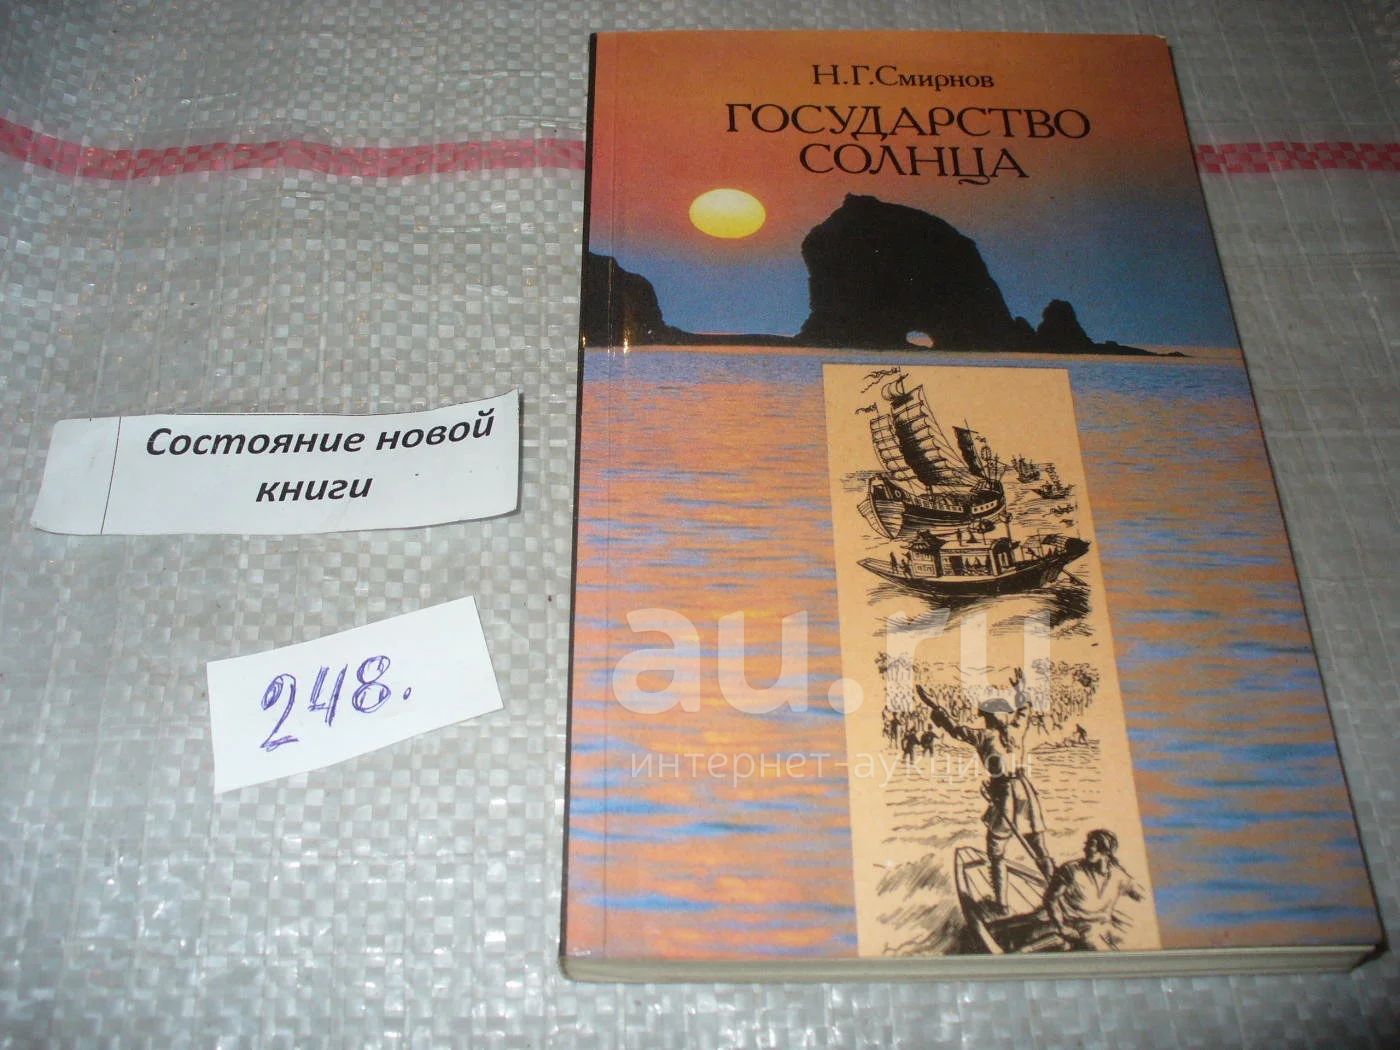 Н.Г.Смирнов
ГОСУДАРСТВО
СОЛНЦА
Состояние новой
книги
248.
au.ru
интернет-аукцион